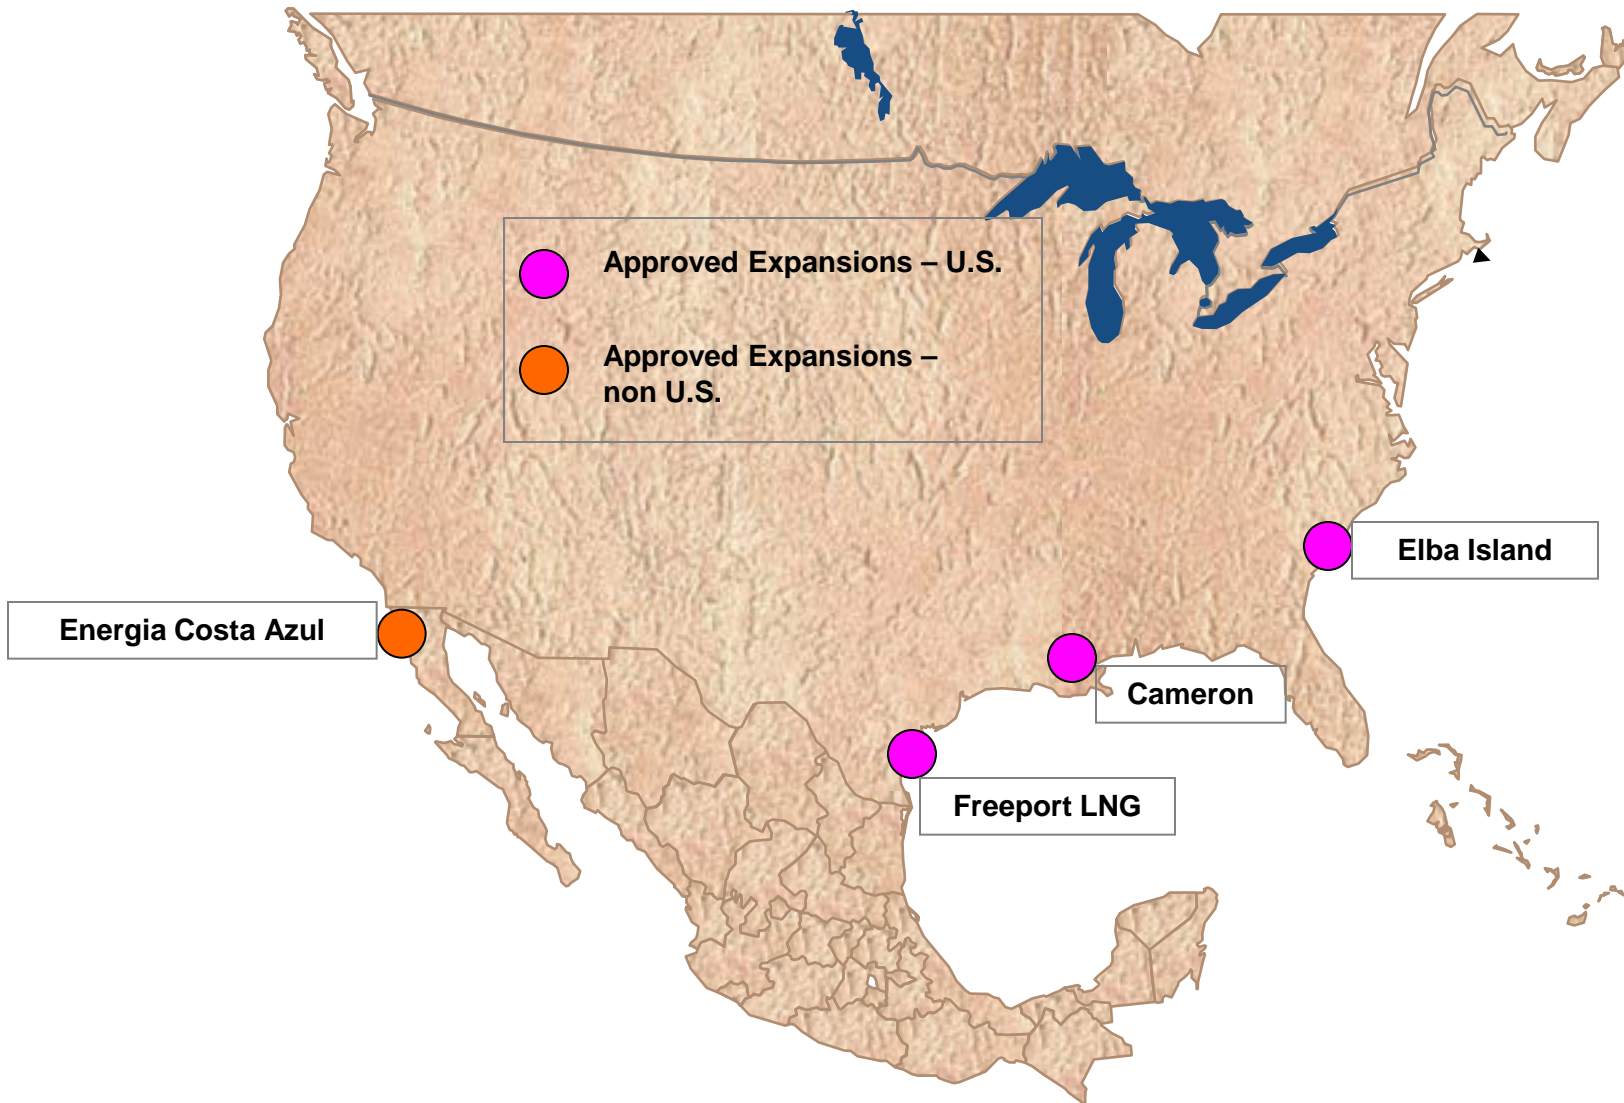 Approved Expansions – U.S.
Approved Expansions –
non U.S.
Elba Island
Energia Costa Azul
Cameron
Freeport LNG